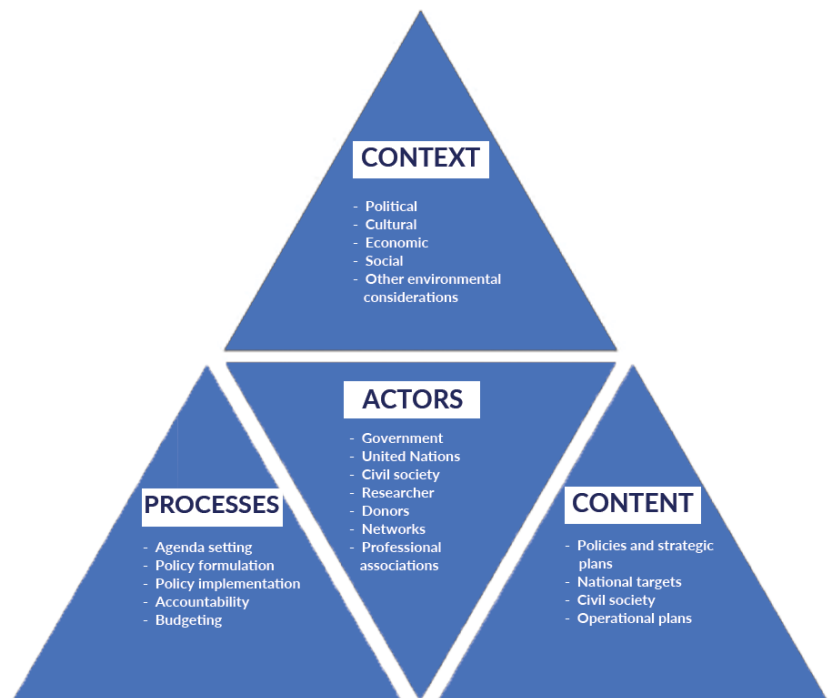 CONTEXT
- Political
- Cultural
- Economic
- Social
- Other environmental
considerations
ACTORS
- Government
- United Nations
- Civil society
- Researcher
- Donors
- Networks
- Professional
associations
PROCESSES
- Agenda setting
- Policy formulation
- Policy implementation
- Accountability
- Budgeting
CONTENT
- Policies and strategic
plans
- National targets
- Civil society
- Operational plans